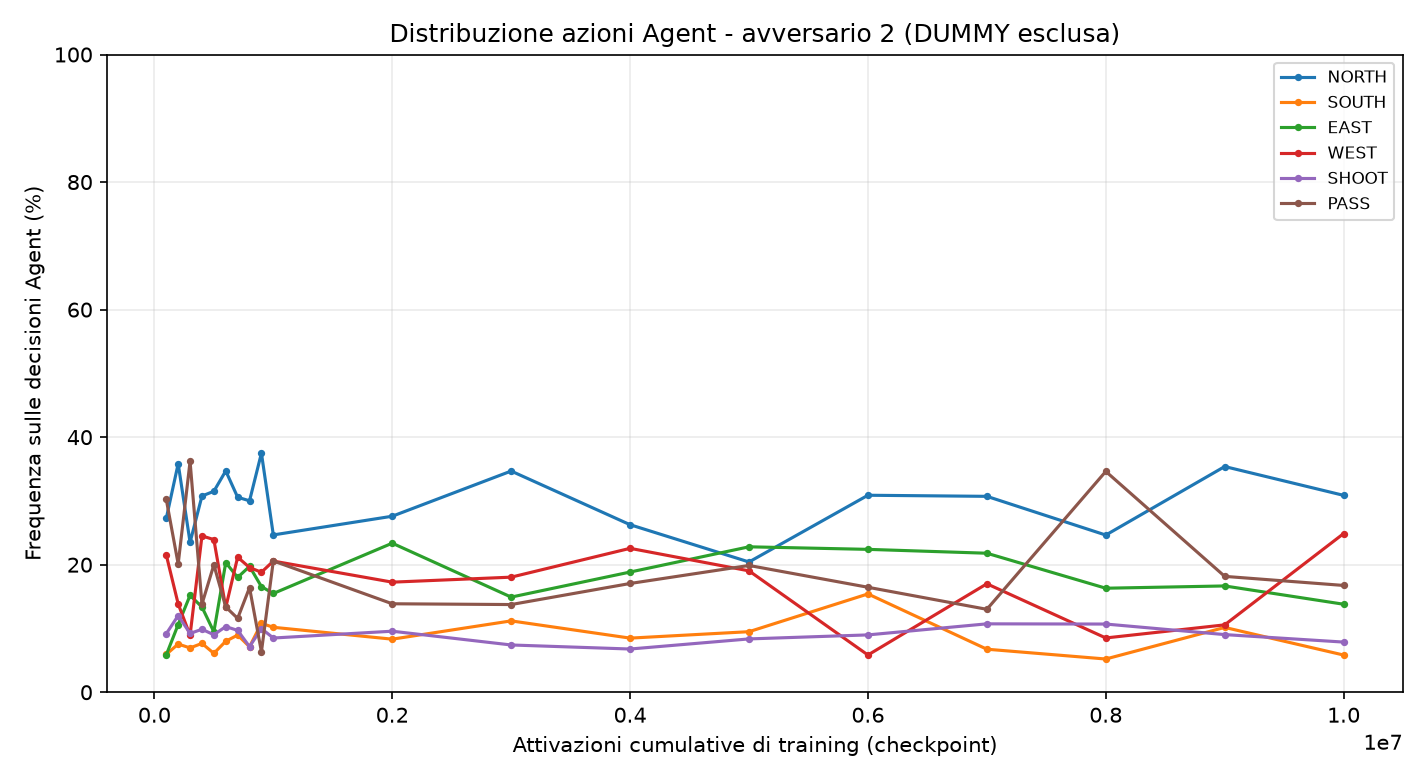 Distribuzione azioni Agent - avversario 2 (DUMMY esclusa)
100
80
60
40
20
0
Frequenza sulle decisioni Agent (%)
NORTH
SOUTH
EAST
WEST
SHOOT
PASS
0.0 0.2 0.4 0.6 0.8 1.0
1e7
Attivazioni cumulative di training (checkpoint)